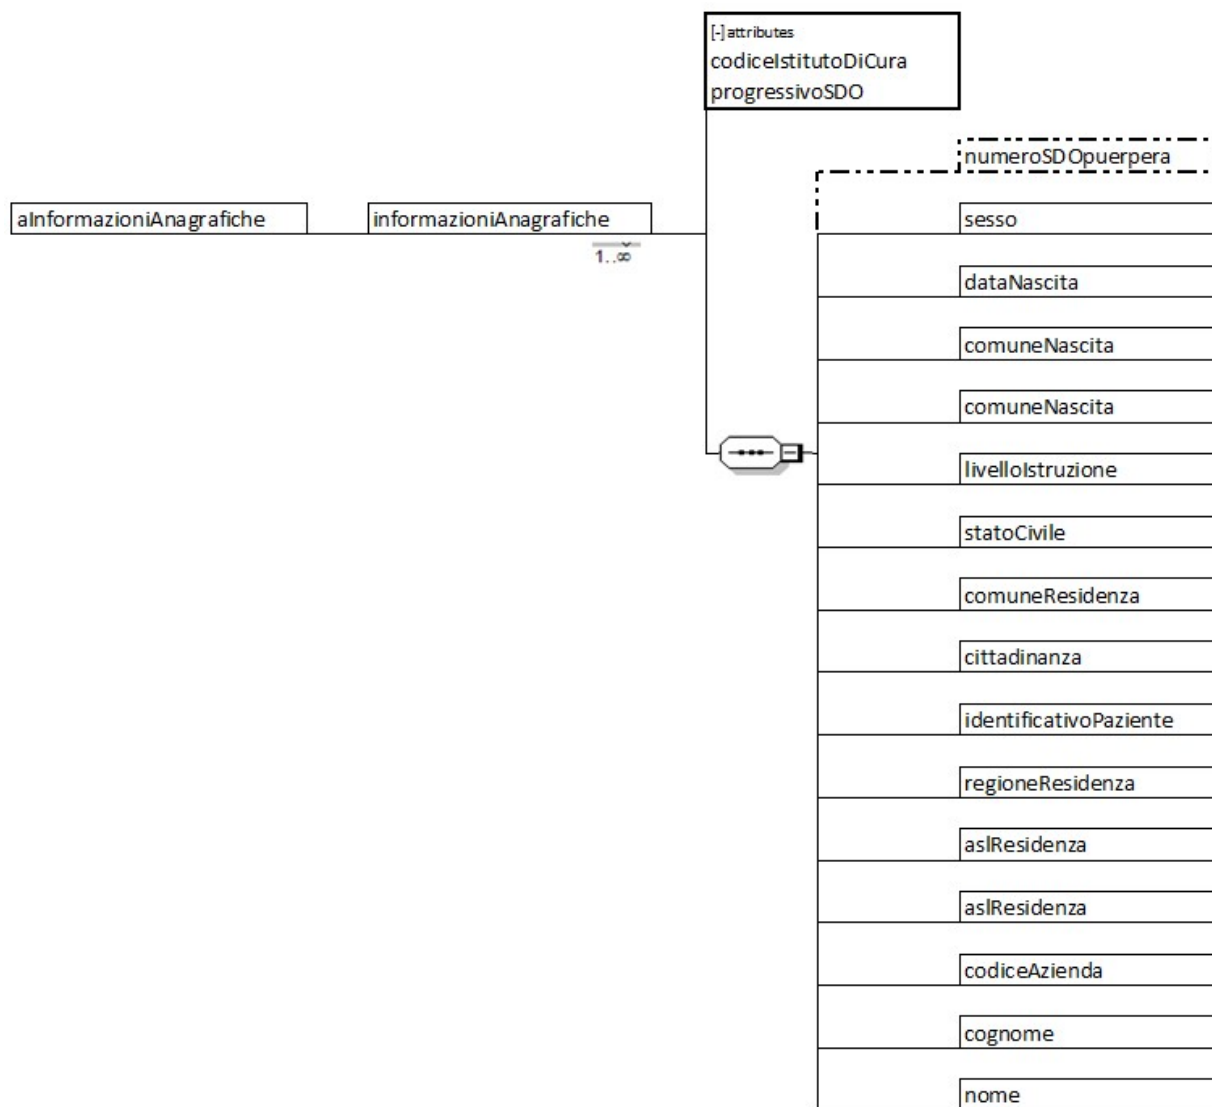 [-]attributes
codiceIstitutoDiCura
progressivoSDO
numeroSDOpuerpera
aInformazioniAnagrafiche
informazioniAnagrafiche
sesso
1..∞
dataNascita
comuneNascita
comuneNascita
livelloIstruzione
statoCivile
comuneResidenza
cittadinanza
identificativoPaziente
regioneResidenza
aslResidenza
aslResidenza
codiceAzienda
cognome
nome